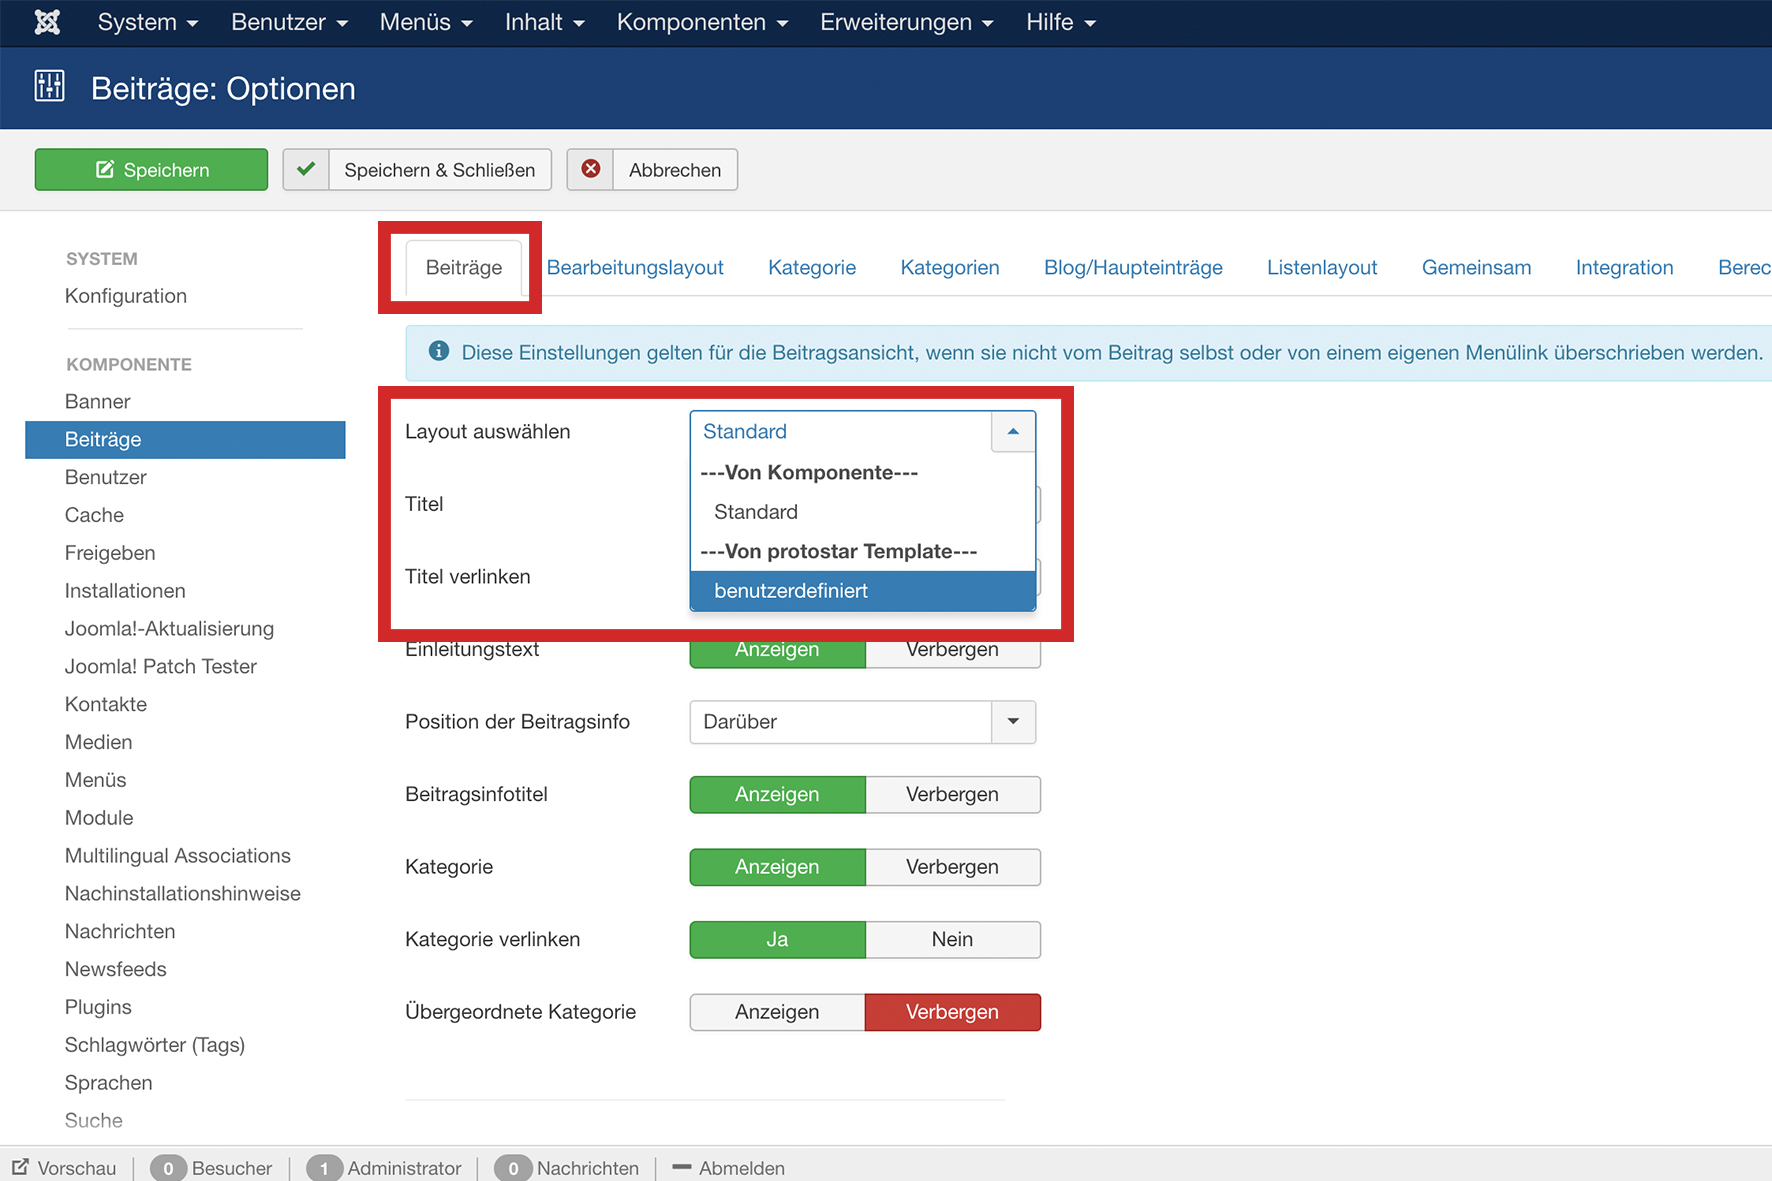 System Benutzer Menüs Inhalt Komponenten Erweiterungen Hilfe
Beiträge: Optionen
Speichern Speichern & Schließen Abbrechen
SYSTEM
Konfiguration
KOMPONENTE
Banner
Beiträge
Benutzer
Cache
Freigeben
Installationen
Joomla!-Aktualisierung
Joomla! Patch Tester
Kontakte
Medien
Menüs
Module
Multilingual Associations
Nachinstallationshinweise
Nachrichten
Newsfeeds
Plugins
Schlagwörter (Tags)
Sprachen
Suche
Beiträge Bearbeitungslayout Kategorie Kategorien Blog/Haupteinträge Listenlayout Gemeinsam Integration Berec
Diese Einstellungen gelten für die Beitragsansicht, wenn sie nicht vom Beitrag selbst oder von einem eigenen Menülink überschrieben werden.
Layout auswählen Standard
---Von Komponente---
Standard
---Von protostar Template---
benutzerdefiniert
Titel
Titel verlinken
Einleitungstext Anzeigen Verbergen
Position der Beitragsinfo Darüber
Beitragsinfotitel Anzeigen Verbergen
Kategorie Anzeigen Verbergen
Kategorie verlinken Ja Nein
Übergeordnete Kategorie Anzeigen Verbergen
Vorschau 0 Besucher 1 Administrator 0 Nachrichten Abmelden